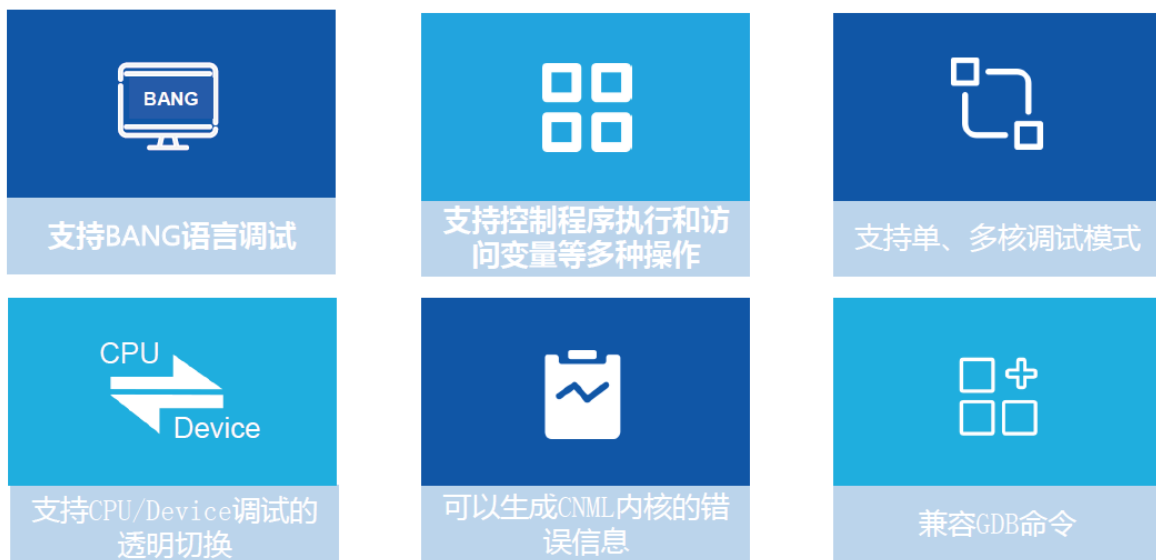 BANG
支持BANG语言调试
支持控制程序执行和访
问变量等多种操作
支持单、多核调试模式
CPU
Device
支持CPU/Device调试的
透明切换
可以生成CNML内核的错
误信息
兼容GDB命令